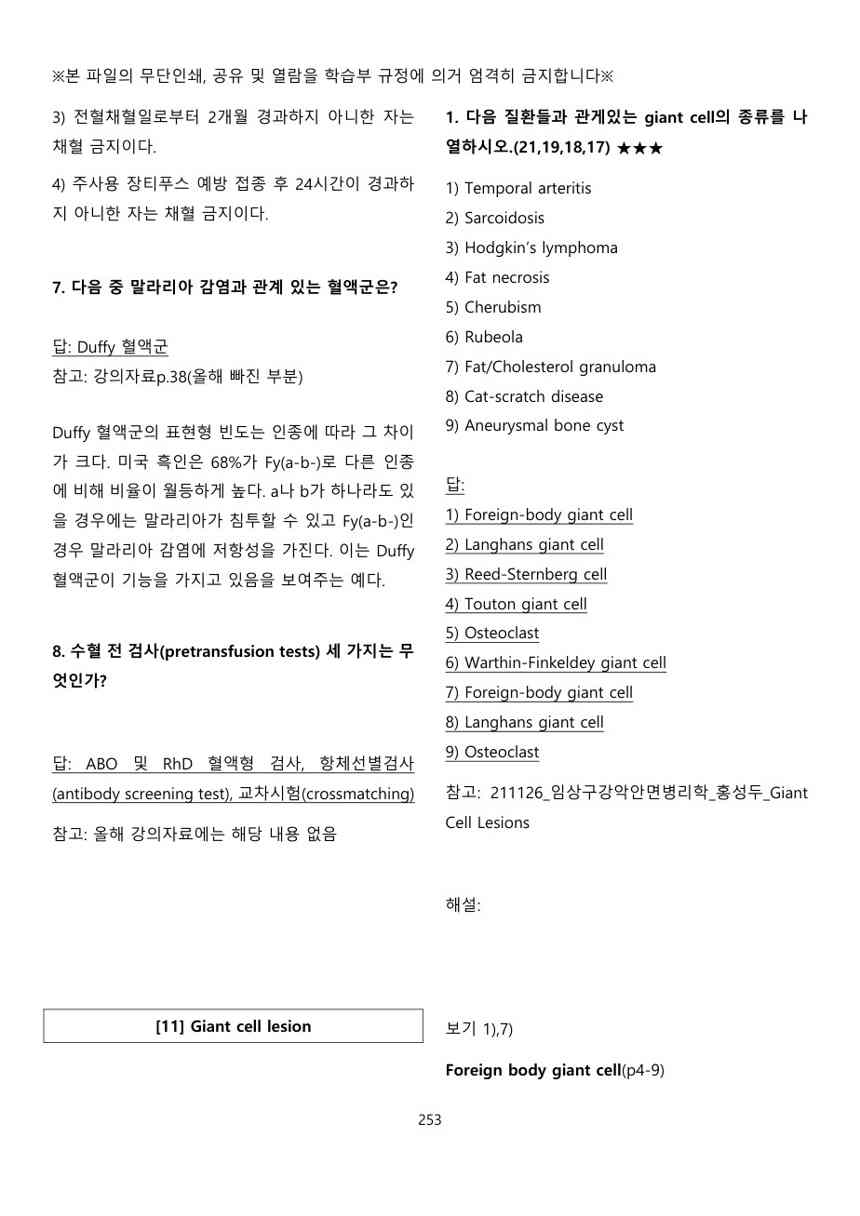 ※본 파일의 무단인쇄, 공유 및 열람을 학습부 규정에 의거 엄격히 금지합니다※
3) 전혈채혈일로부터 2개월 경과하지 아니한 자는
채혈 금지이다.
4) 주사용 장티푸스 예방 접종 후 24시간이 경과하
지 아니한 자는 채혈 금지이다.
7. 다음 중 말라리아 감염과 관계 있는 혈액군은?
답: Duffy 혈액군
참고: 강의자료p.38(올해 빠진 부분)
Duffy 혈액군의 표현형 빈도는 인종에 따라 그 차이
가 크다. 미국 흑인은 68%가 Fy(a-b-)로 다른 인종
에 비해 비율이 월등하게 높다. a나 b가 하나라도 있
을 경우에는 말라리아가 침투할 수 있고 Fy(a-b-)인
경우 말라리아 감염에 저항성을 가진다. 이는 Duffy
혈액군이 기능을 가지고 있음을 보여주는 예다.
8. 수혈 전 검사(pretransfusion tests) 세 가지는 무
엇인가?
답: ABO 및 RhD 혈액형 검사, 항체선별검사
(antibody screening test), 교차시험(crossmatching)
참고: 올해 강의자료에는 해당 내용 없음
[11] Giant cell lesion
1. 다음 질환들과 관게있는 giant cell의 종류를 나
열하시오.(21,19,18,17) ★★★
1) Temporal arteritis
2) Sarcoidosis
3) Hodgkin's lymphoma
4) Fat necrosis
5) Cherubism
6) Rubeola
7) Fat/Cholesterol granuloma
8) Cat-scratch disease
9) Aneurysmal bone cyst
답:
1) Foreign-body giant cell
2) Langhans giant cell
3) Reed-Sternberg cell
4) Touton giant cell
5) Osteoclast
6) Warthin-Finkeldey giant cell
7) Foreign-body giant cell
8) Langhans giant cell
9) Osteoclast
참고: 211126_임상구강악안면병리학_홍성두_Giant
Cell Lesions
해설:
보기 1),7)
Foreign body giant cell(p4-9)
253